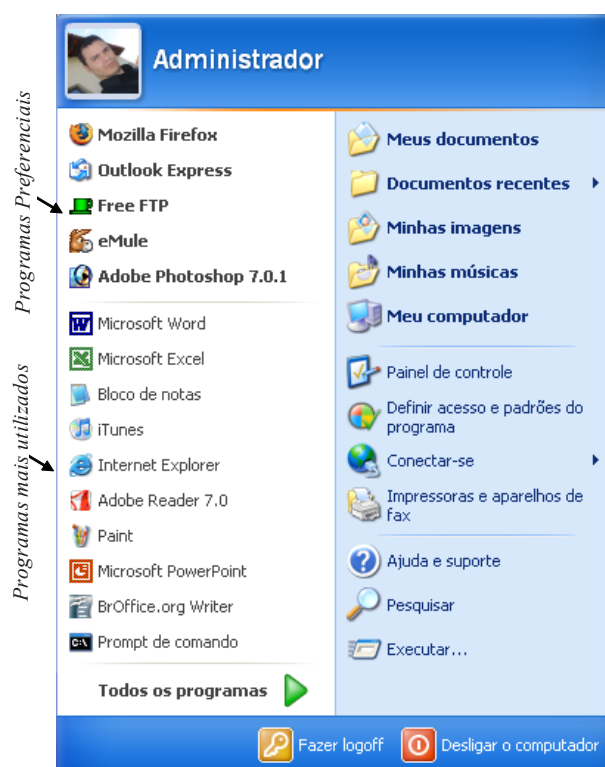 Administrador
Programas Preferenciais
Mozilla Firefox
Outlook Express
Free FTP
eMule
Adobe Photoshop 7.0.1
Programas mais utilizados
Microsoft Word
Microsoft Excel
Bloco de notas
iTunes
Internet Explorer
Adobe Reader 7.0
Paint
Microsoft PowerPoint
BrOffice.org Writer
Prompt de comando
Todos os programas
Meus documentos
Documentos recentes
Minhas imagens
Minhas músicas
Meu computador
Painel de controle
Definir acesso e padrões do
programa
Conectar-se
Impressoras e aparelhos de
fax
Ajuda e suporte
Pesquisar
Executar...
Fazer logoff
Desligar o computador